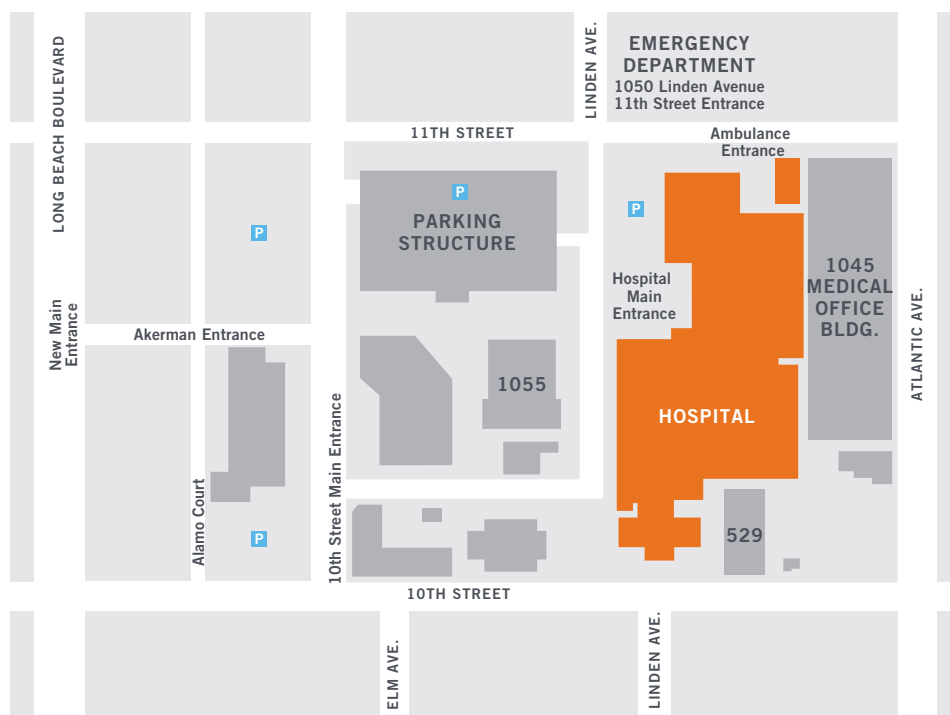 LONG BEACH BOULEVARD
LINDEN AVE.
EMERGENCY
DEPARTMENT
1050 Linden Avenue
11th Street Entrance
11TH STREET
Ambulance
Entrance
P
PARKING
STRUCTURE
P
P
1045
MEDICAL
OFFICE
BLDG.
Hospital
Main
Entrance
New Main
Entrance
Akerman Entrance
ATLANTIC AVE.
1055
HOSPITAL
10th Street Main Entrance
Alamo Court
P
529
10TH STREET
ELM AVE.
LINDEN AVE.